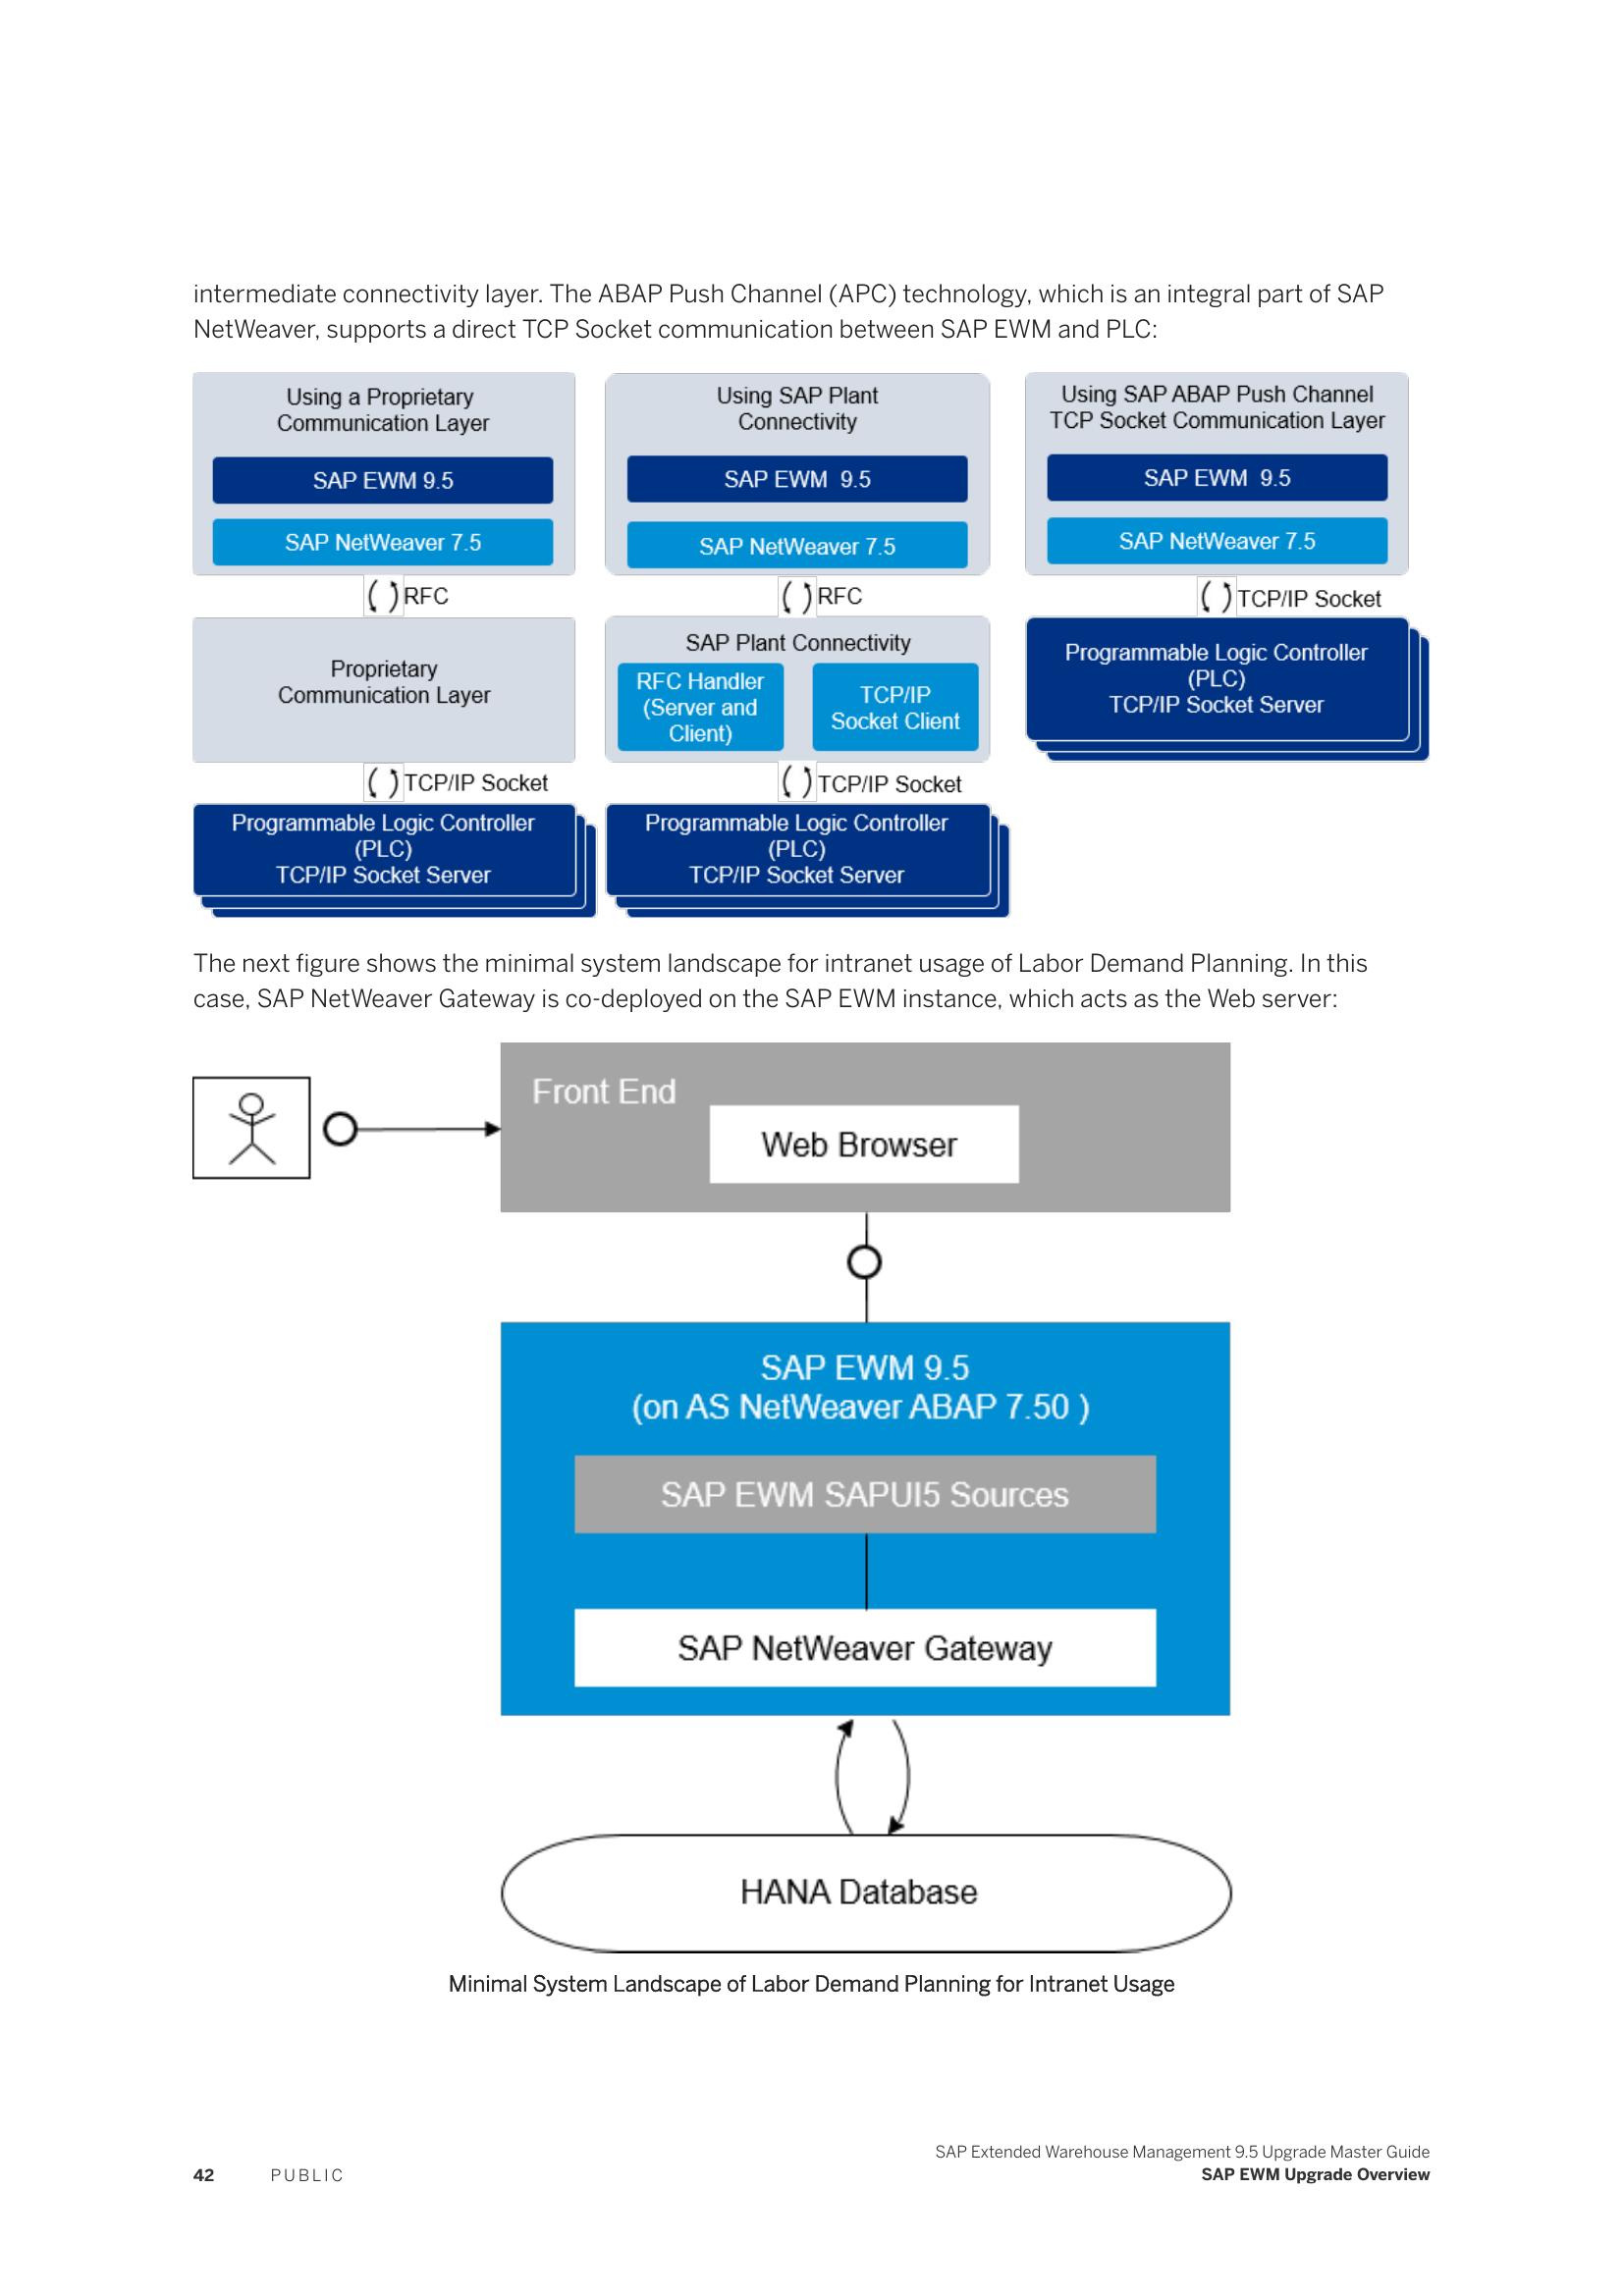 intermediate connectivity layer. The ABAP Push Channel (APC) technology, which is an integral part of SAP
NetWeaver, supports a direct TCP Socket communication between SAP EWM and PLC:
Using a Proprietary
Communication Layer
SAP EWM 9.5
SAP NetWeaver 7.5
RFC
Proprietary
Communication Layer
TCP/IP Socket
Programmable Logic Controller
(PLC)
TCP/IP Socket Server
Using SAP Plant
Connectivity
SAP EWM 9.5
SAP NetWeaver 7.5
RFC
SAP Plant Connectivity
RFC Handler
(Server and
Client)
TCP/IP
Socket Client
TCP/IP Socket
Programmable Logic Controller
(PLC)
TCP/IP Socket Server
Using SAP ABAP Push Channel
TCP Socket Communication Layer
SAP EWM 9.5
SAP NetWeaver 7.5
TCP/IP Socket
Programmable Logic Controller
(PLC)
TCP/IP Socket Server
The next figure shows the minimal system landscape for intranet usage of Labor Demand Planning. In this
case, SAP NetWeaver Gateway is co-deployed on the SAP EWM instance, which acts as the Web server:
Front End
Web Browser
SAP EWM 9.5
(on AS NetWeaver ABAP 7.50 )
SAP EWM SAPUI5 Sources
SAP NetWeaver Gateway
HANA Database
Minimal System Landscape of Labor Demand Planning for Intranet Usage
42 PUBLIC
SAP Extended Warehouse Management 9.5 Upgrade Master Guide
SAP EWM Upgrade Overview